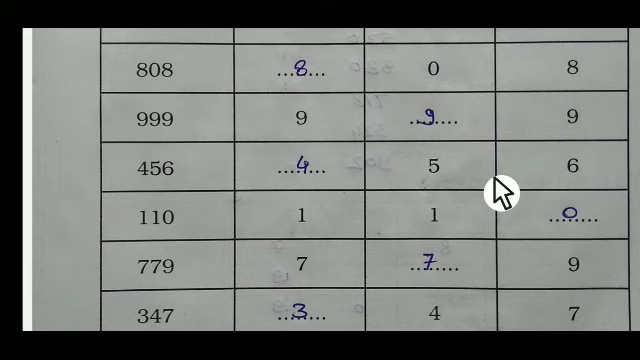 808 ...8... 0 8
999 9 ...9... 9
456 ...4... 5 6
110 1 1 ...0...
779 7 ...7... 9
347 ...3... 4 7